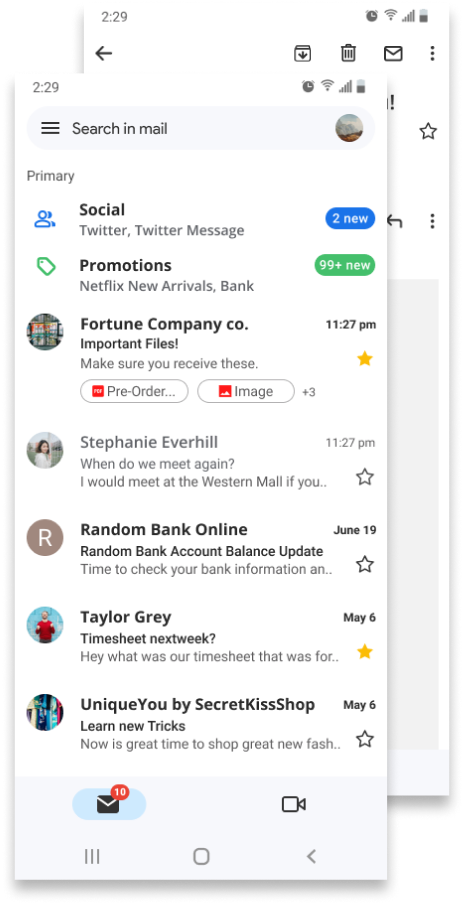 2:29
!
2:29
Search in mail
Primary
Social
2 new
Twitter, Twitter Message
Promotions
99+ new
Netflix New Arrivals, Bank
Fortune Company co.
11:27 pm
Important Files!
Make sure you receive these.
PDF Pre-Order... Image +3
Stephanie Everhill
11:27 pm
When do we meet again?
I would meet at the Western Mall if you..
R
Random Bank Online
June 19
Random Bank Account Balance Update
Time to check your bank information an..
Taylor Grey
May 6
Timesheet nextweek?
Hey what was our timesheet that was for..
UniqueYou by SecretKissShop
May 6
Learn new Tricks
Now is great time to shop great new fash..
10